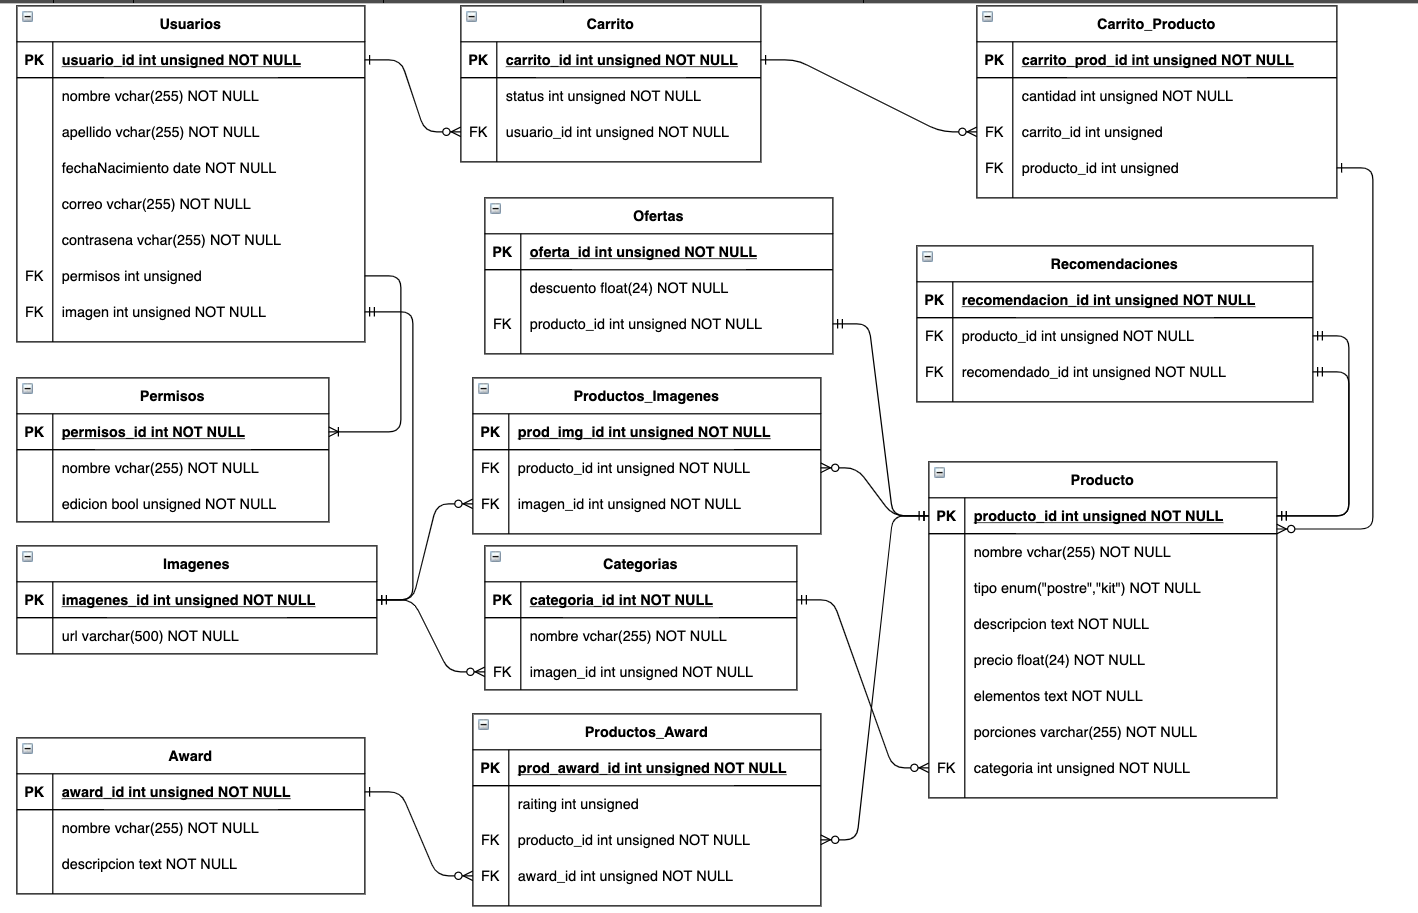 Usuarios
PK usuario_id int unsigned NOT NULL
nombre vchar(255) NOT NULL
apellido vchar(255) NOT NULL
fechaNacimiento date NOT NULL
correo vchar(255) NOT NULL
contrasena vchar(255) NOT NULL
FK permisos int unsigned
FK imagen int unsigned NOT NULL
Carrito
PK carrito_id int unsigned NOT NULL
status int unsigned NOT NULL
FK usuario_id int unsigned NOT NULL
Carrito_Producto
PK carrito_prod_id int unsigned NOT NULL
cantidad int unsigned NOT NULL
FK carrito_id int unsigned
FK producto_id int unsigned
Ofertas
PK oferta_id int unsigned NOT NULL
descuento float(24) NOT NULL
FK producto_id int unsigned NOT NULL
Recomendaciones
PK recomendacion_id int unsigned NOT NULL
FK producto_id int unsigned NOT NULL
FK recomendado_id int unsigned NOT NULL
Permisos
PK permisos_id int NOT NULL
nombre vchar(255) NOT NULL
edicion bool unsigned NOT NULL
Productos_Imagenes
PK prod_img_id int unsigned NOT NULL
FK producto_id int unsigned NOT NULL
FK imagen_id int unsigned NOT NULL
Producto
PK producto_id int unsigned NOT NULL
nombre vchar(255) NOT NULL
tipo enum("postre","kit") NOT NULL
descripcion text NOT NULL
precio float(24) NOT NULL
elementos text NOT NULL
porciones varchar(255) NOT NULL
FK categoria int unsigned NOT NULL
Imagenes
PK imagenes_id int unsigned NOT NULL
url varchar(500) NOT NULL
Categorias
PK categoria_id int NOT NULL
nombre vchar(255) NOT NULL
FK imagen_id int unsigned NOT NULL
Award
PK award_id int unsigned NOT NULL
nombre vchar(255) NOT NULL
descripcion text NOT NULL
Productos_Award
PK prod_award_id int unsigned NOT NULL
raiting int unsigned
FK producto_id int unsigned NOT NULL
FK award_id int unsigned NOT NULL